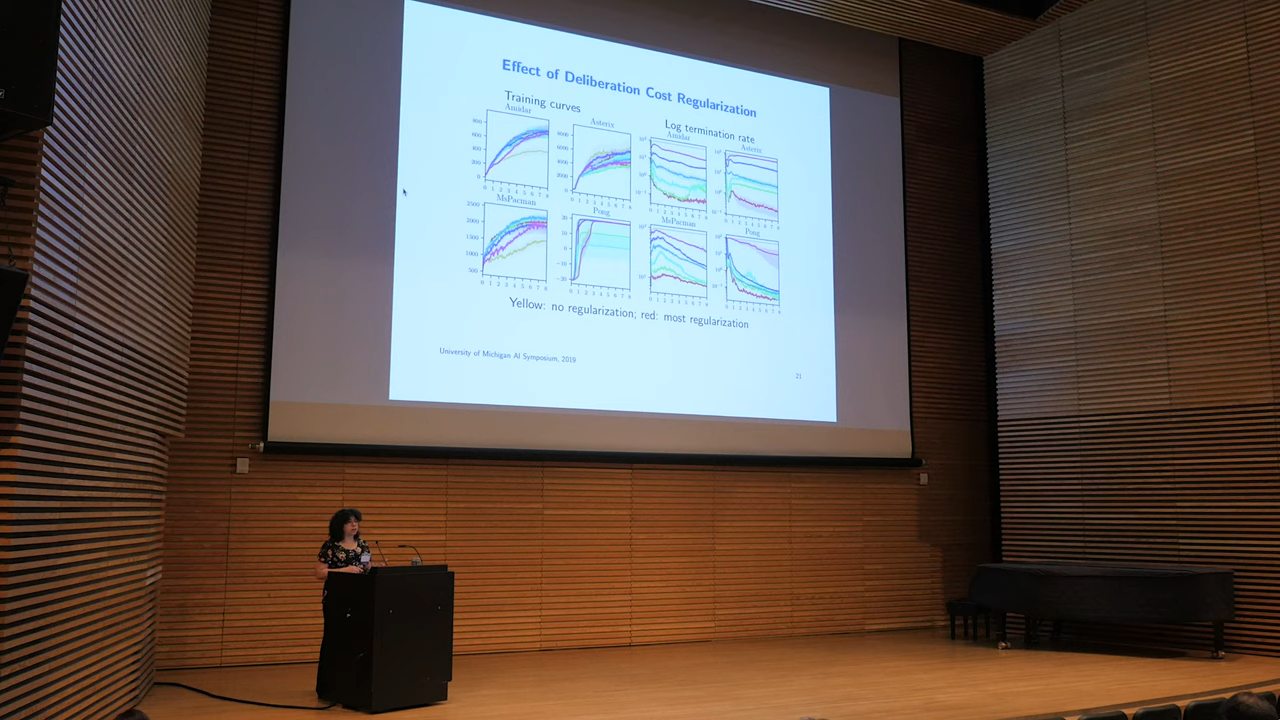 Effect of Deliberation Cost Regularization
Training curves
Log termination rate
Amidar
Asterix
Amidar
Asterix
MsPacman
Pong
MsPacman
Pong
Yellow: no regularization; red: most regularization
University of Michigan AI Symposium, 2019
21